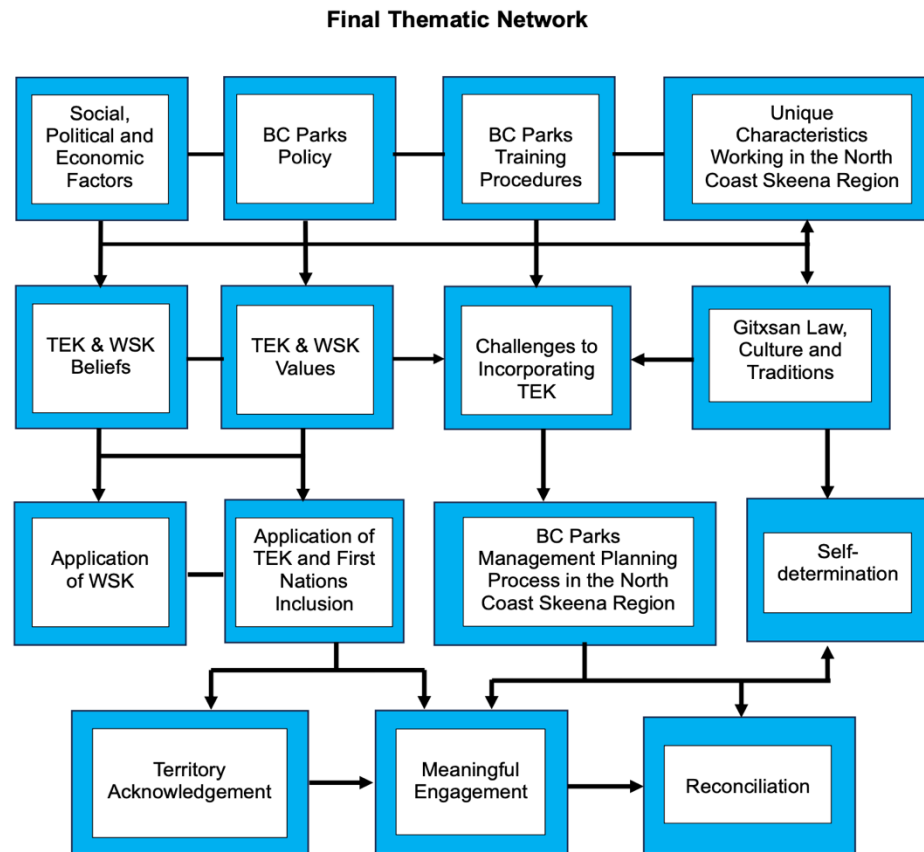 Final Thematic Network
Social,
Political and
Economic
Factors
BC Parks
Policy
BC Parks
Training
Procedures
Unique
Characteristics
Working in the North
Coast Skeena Region
TEK & WSK
Beliefs
TEK & WSK
Values
Challenges to
Incorporating
TEK
Gitxsan Law,
Culture and
Traditions
Application
of WSK
Application of
TEK and First
Nations
Inclusion
BC Parks
Management Planning
Process in the North
Coast Skeena Region
Self-
determination
Territory
Acknowledgement
Meaningful
Engagement
Reconciliation